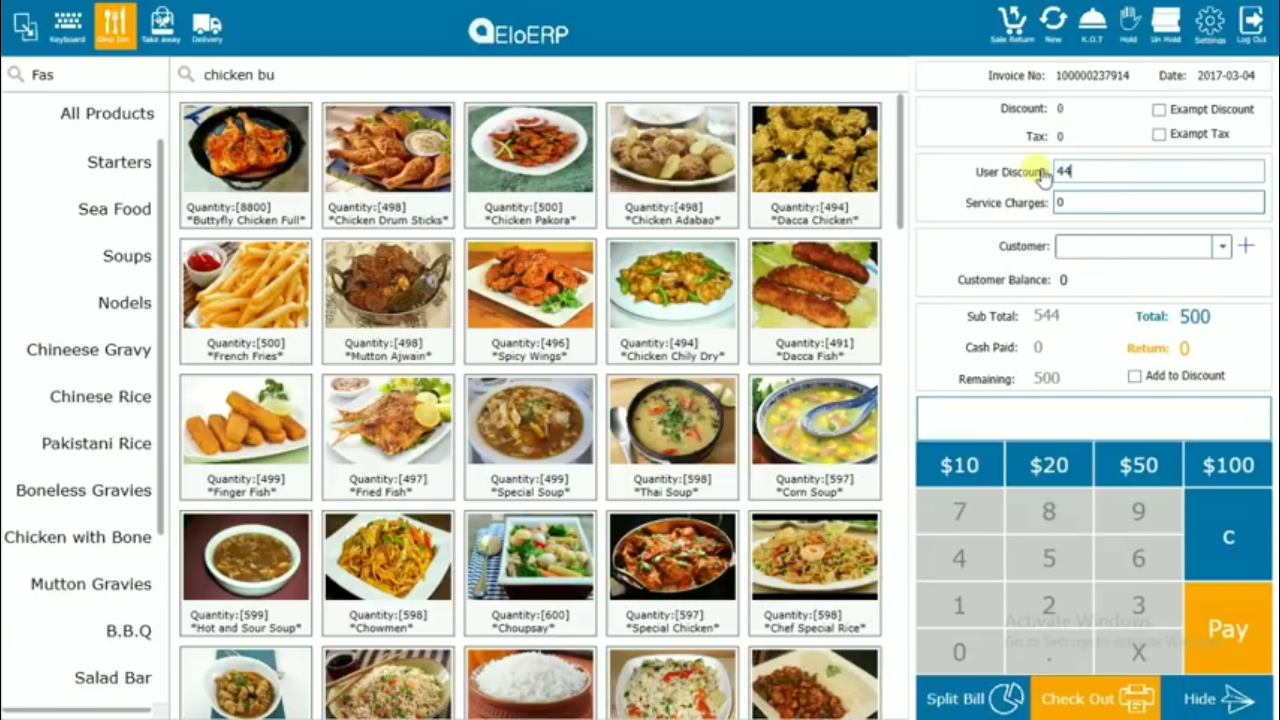 Keyboard
Dine Inn
Take away
Delivery
EloERP
Sale Return
New
K.O.T
Hold
Un Hold
Settings
Log Out
Fas
chicken bu
Invoice No: 100000237914 Date: 2017-03-04
All Products
Starters
Sea Food
Soups
Nodels
Chineese Gravy
Chinese Rice
Pakistani Rice
Boneless Gravies
Chicken with Bone
Mutton Gravies
B.B.Q
Salad Bar
Quantity:[8800]
*Buttyfly Chicken Full*
Quantity:[498]
*Chicken Drum Sticks*
Quantity:[500]
*Chicken Pakora*
Quantity:[498]
*Chicken Adabao*
Quantity:[494]
*Dacca Chicken*
Quantity:[500]
*French Fries*
Quantity:[498]
*Mutton Ajwain*
Quantity:[496]
*Spicy Wings*
Quantity:[494]
*Chicken Chily Dry*
Quantity:[491]
*Dacca Fish*
Quantity:[499]
*Finger Fish*
Quantity:[497]
*Fried Fish*
Quantity:[499]
*Special Soup*
Quantity:[598]
*Thai Soup*
Quantity:[597]
*Corn Soup*
Quantity:[599]
*Hot and Sour Soup*
Quantity:[598]
*Chowmen*
Quantity:[600]
*Choupsay*
Quantity:[597]
*Special Chicken*
Quantity:[598]
*Chef Special Rice*
Discount: 0 Exampt Discount
Tax: 0 Exampt Tax
User Discount: 44
Service Charges: 0
Customer:
Customer Balance: 0
Sub Total: 544 Total: 500
Cash Paid: 0 Return: 0
Remaining: 500 Add to Discount
$10 $20 $50 $100
7 8 9 C
4 5 6
1 2 3 Pay
0 . X
Activate Windows
Go to Settings to activate Windows.
Split Bill Check Out Hide